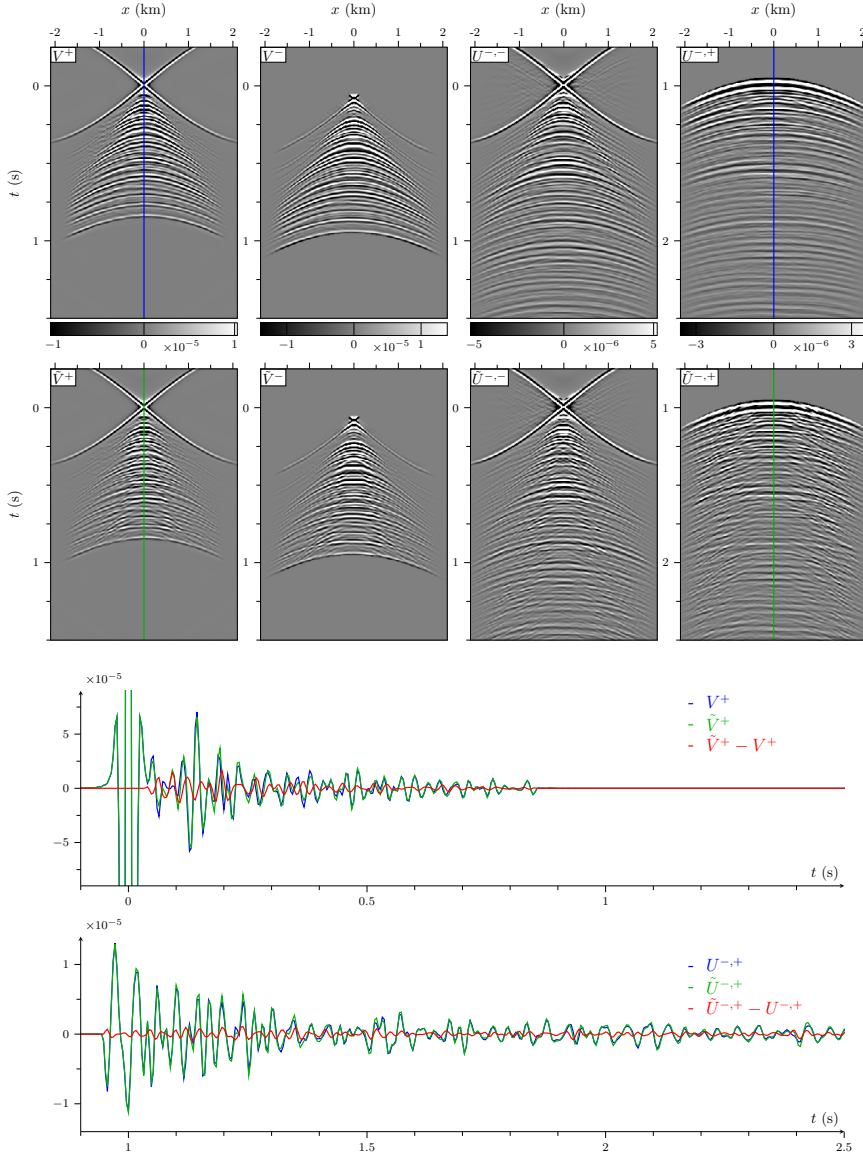 x (km) x (km) x (km) x (km)
−2 −1 0 1 2 −2 −1 0 1 2 −2 −1 0 1 2 −2 −1 0 1 2
V⁺ V⁻ U⁻,⁻ U⁻,⁺
0 0 1
t (s)
1 1 2
−1 0 ×10⁻⁵ 1 −1 0 ×10⁻⁵ 1 −5 0 ×10⁻⁶ 5 −3 0 ×10⁻⁶ 3
Ṽ⁺ Ṽ⁻ Ũ⁻,⁻ Ũ⁻,⁺
0 0 1
t (s)
1 1 2
×10⁻⁵
V⁺
Ṽ⁺
Ṽ⁺ − V⁺
5
0
−5
t (s)
0 0.5 1
×10⁻⁵
U⁻,⁺
Ũ⁻,⁺
Ũ⁻,⁺ − U⁻,⁺
1
0
−1
t (s)
1 1.5 2 2.5